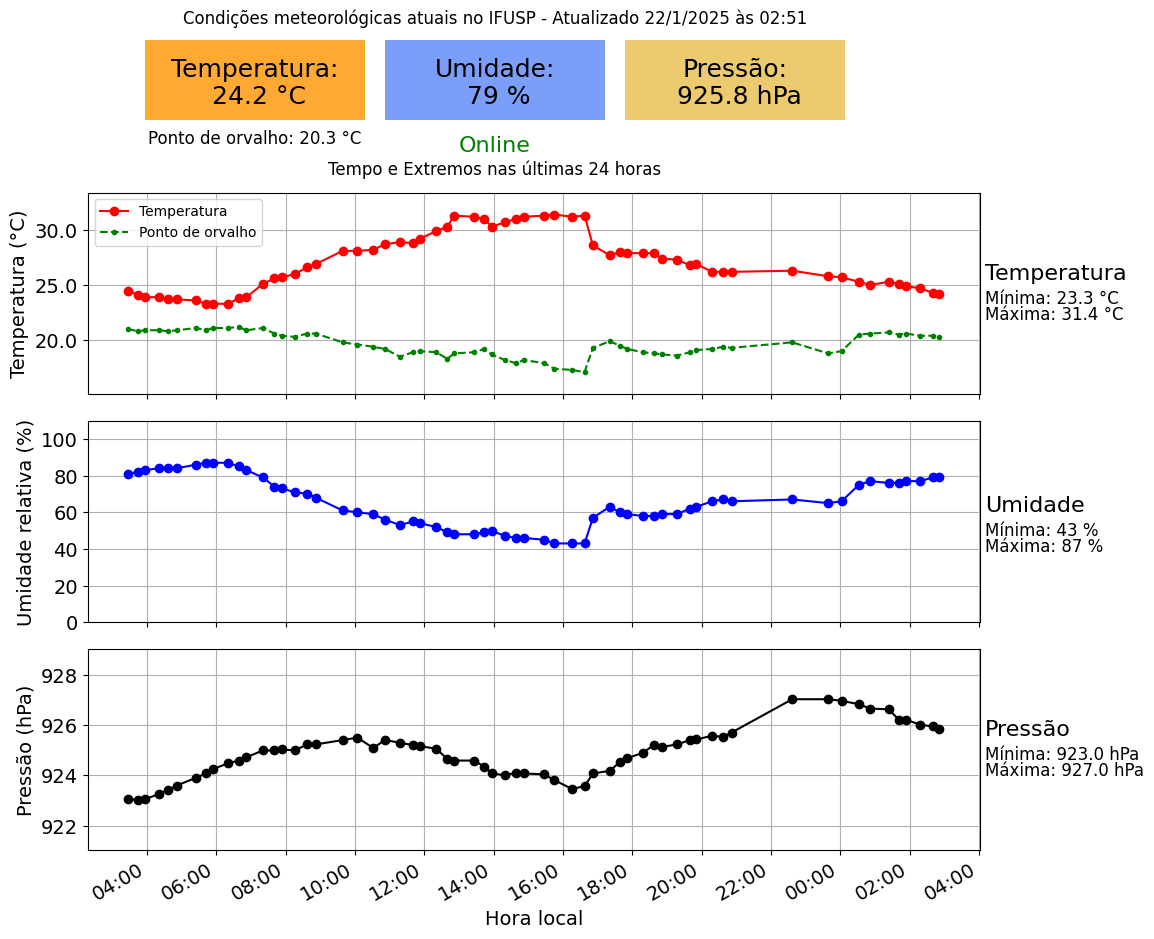 Condições meteorológicas atuais no IFUSP - Atualizado 22/1/2025 às 02:51
Temperatura:
24.2 °C
Umidade:
79 %
Pressão:
925.8 hPa
Ponto de orvalho: 20.3 °C
Online
Tempo e Extremos nas últimas 24 horas
Temperatura (°C)
30.0
25.0
20.0
Temperatura
Ponto de orvalho
Temperatura
Mínima: 23.3 °C
Máxima: 31.4 °C
Umidade relativa (%)
100
80
60
40
20
0
Umidade
Mínima: 43 %
Máxima: 87 %
Pressão (hPa)
928
926
924
922
Pressão
Mínima: 923.0 hPa
Máxima: 927.0 hPa
04:00
06:00
08:00
10:00
12:00
14:00
16:00
18:00
20:00
22:00
00:00
02:00
04:00
Hora local